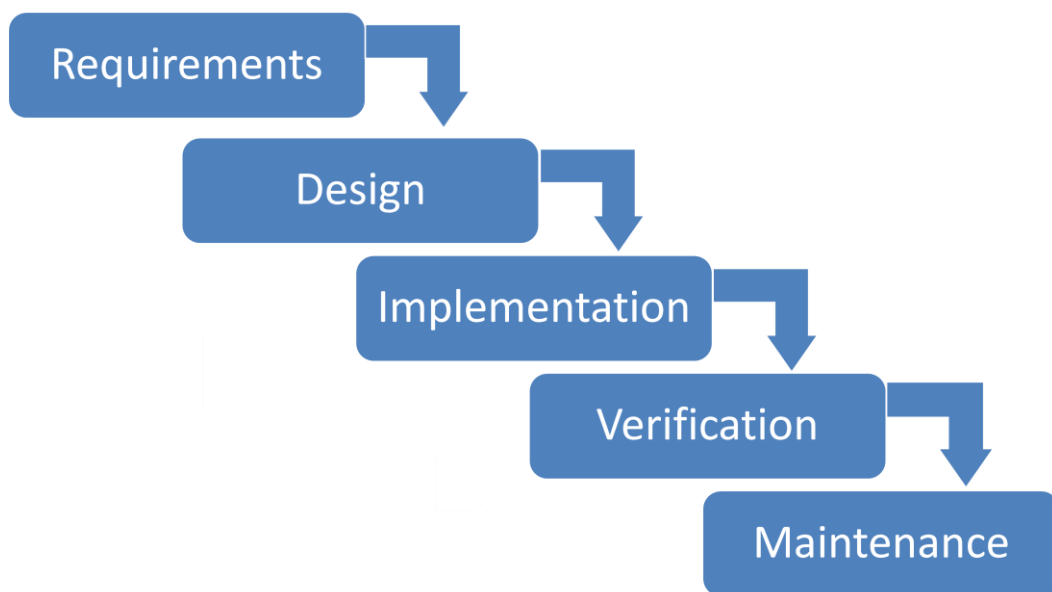 Requirements
Design
Implementation
Verification
Maintenance